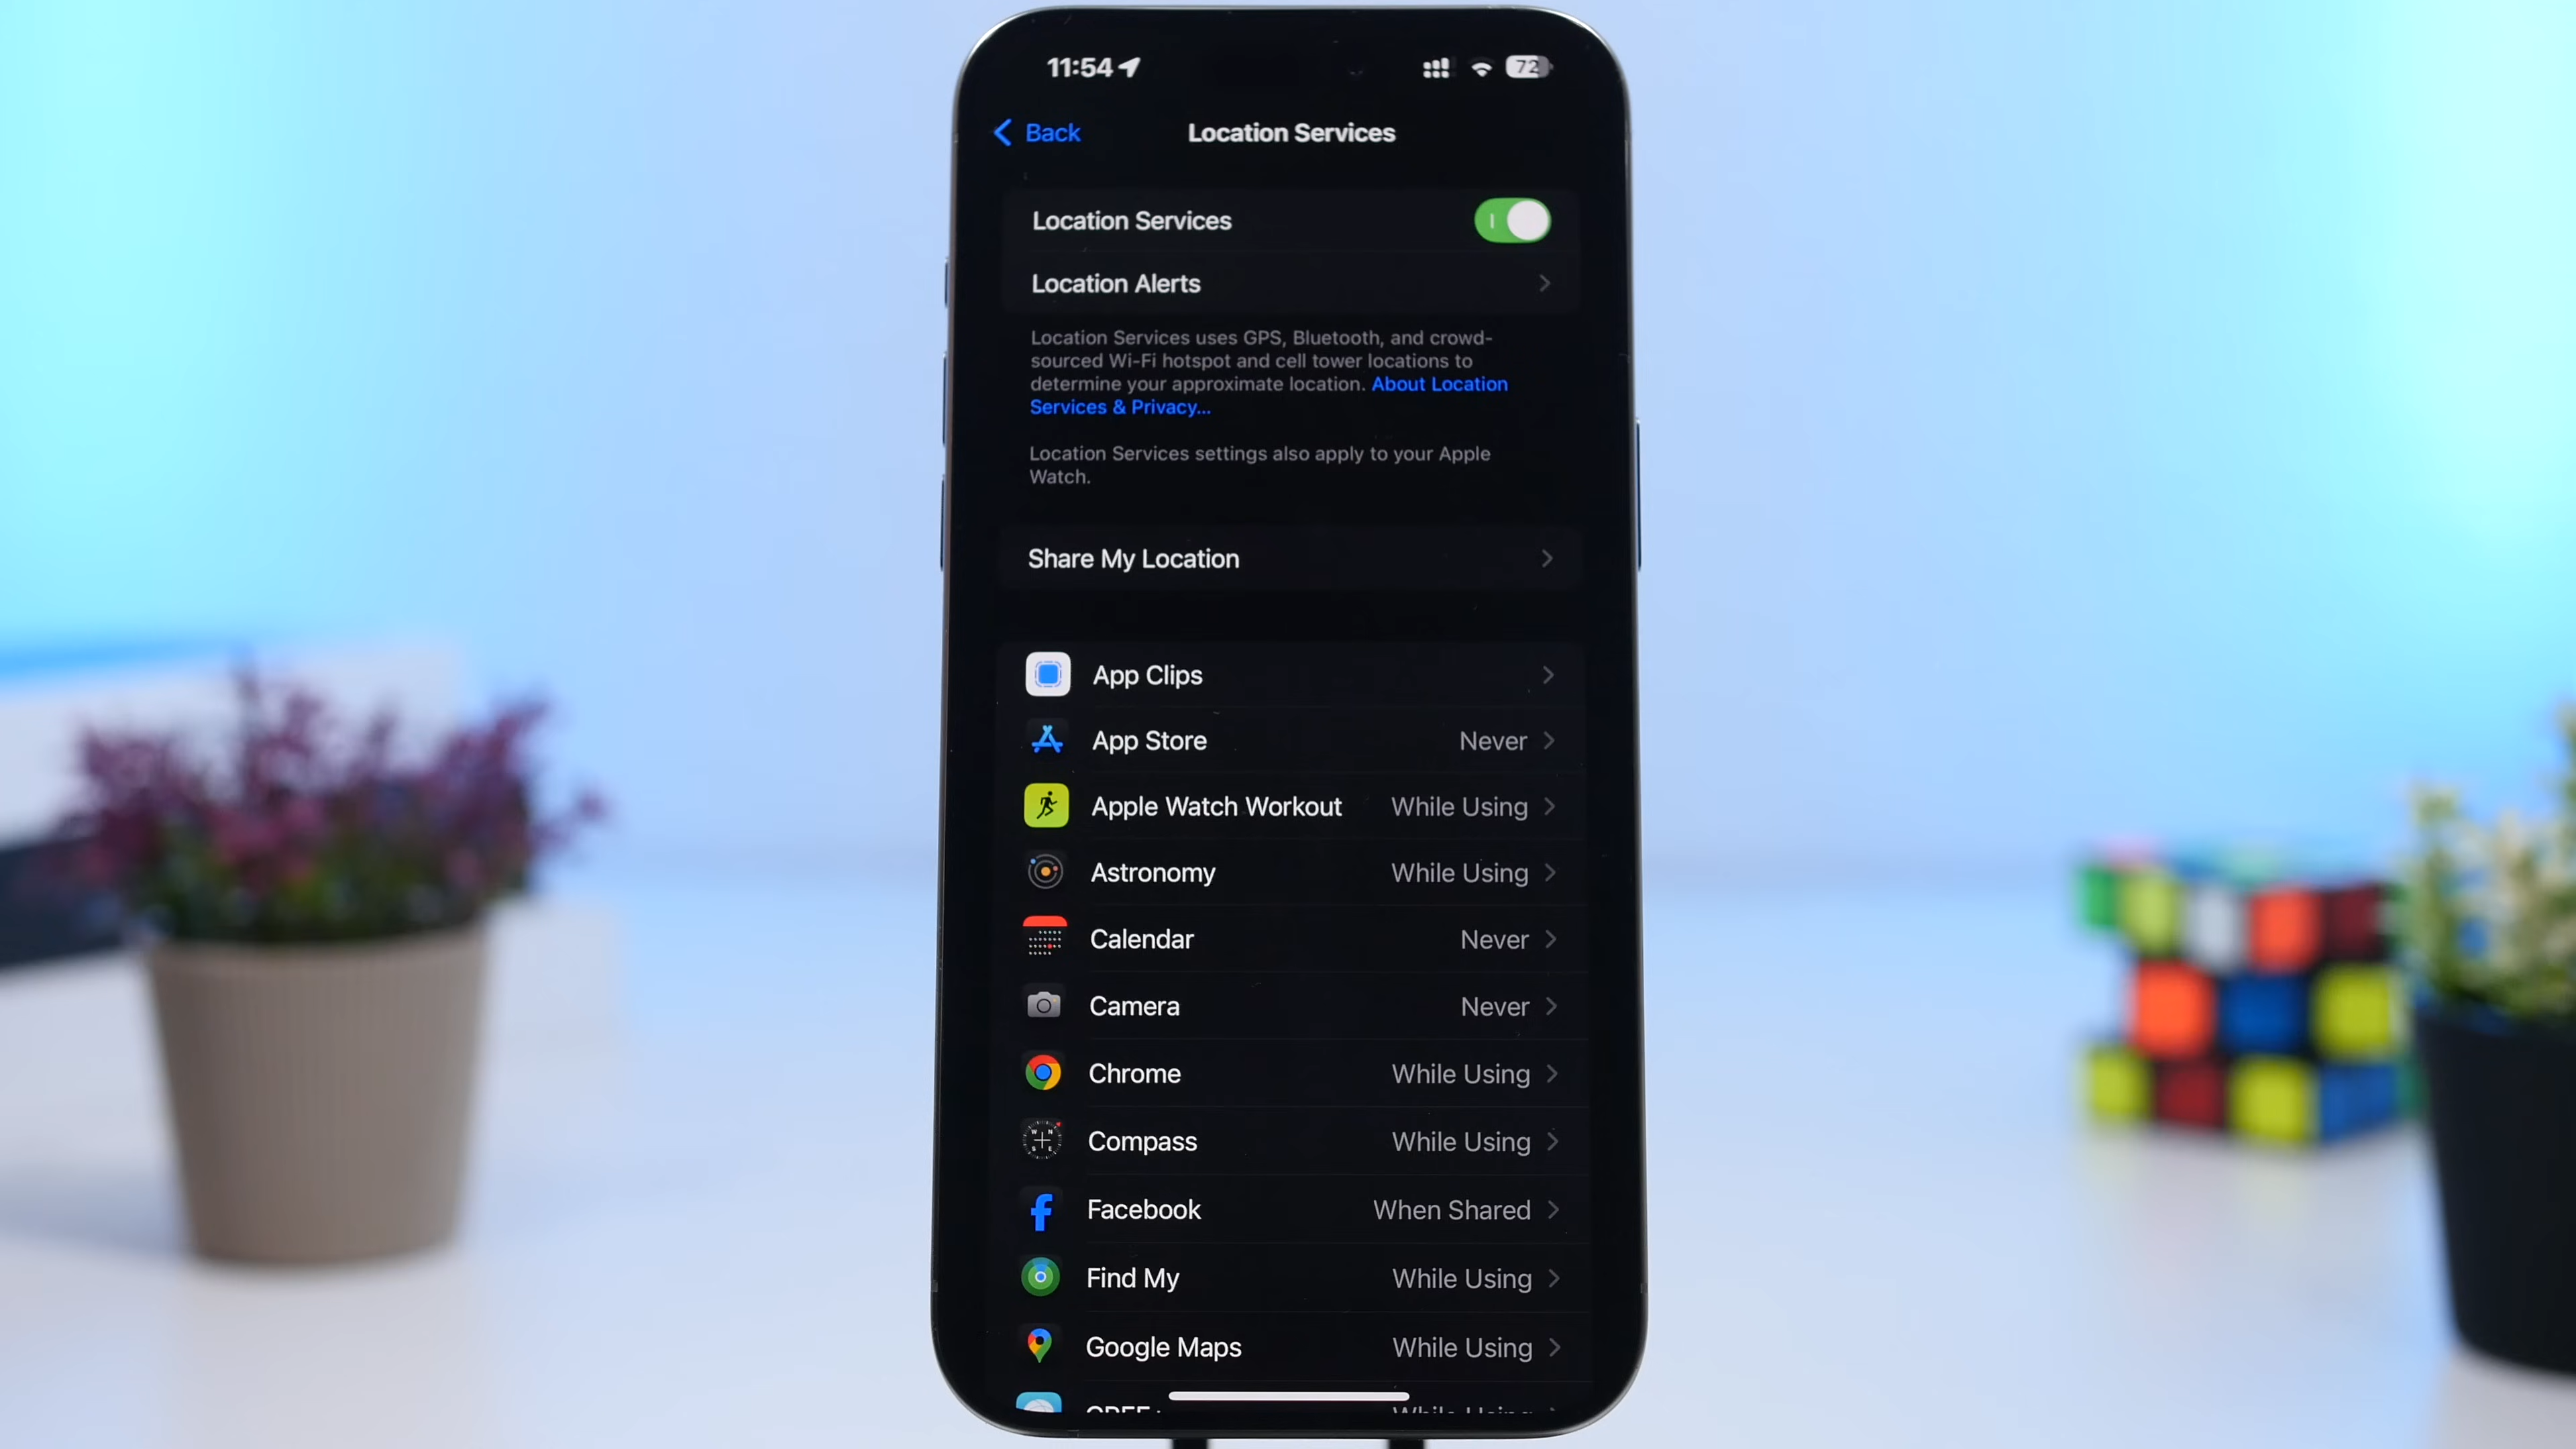 11:54
72
Back
Location Services
Location Services
Location Alerts
Location Services uses GPS, Bluetooth, and crowd-
sourced Wi-Fi hotspot and cell tower locations to
determine your approximate location. About Location
Services & Privacy...
Location Services settings also apply to your Apple
Watch.
Share My Location
App Clips
App Store Never
Apple Watch Workout While Using
Astronomy While Using
Calendar Never
Camera Never
Chrome While Using
Compass While Using
Facebook When Shared
Find My While Using
Google Maps While Using
While Using